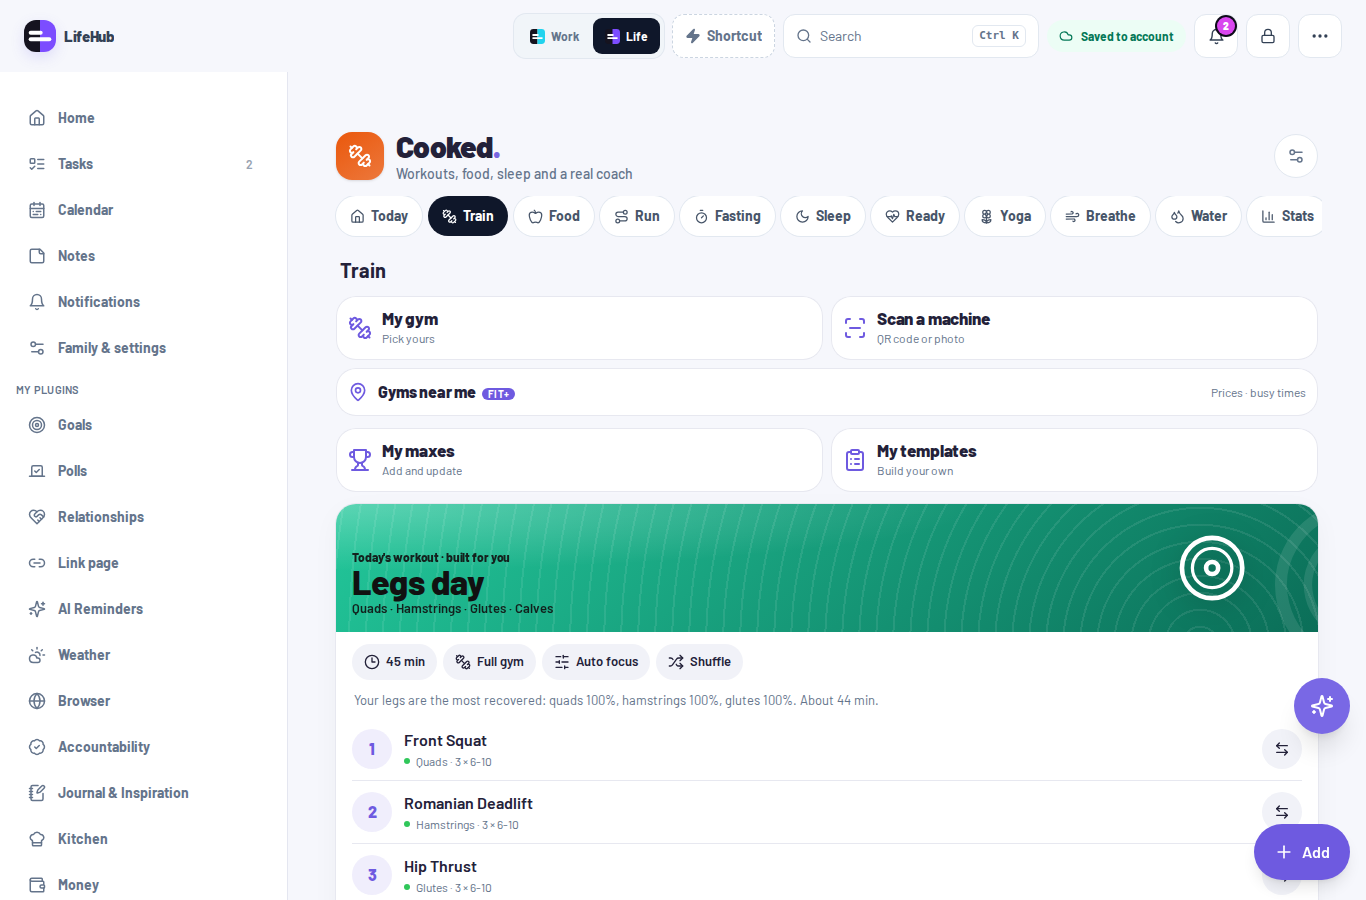 LifeHub
Work
Life
Shortcut
Search
Ctrl K
Saved to account
2
Home
Tasks
2
Calendar
Notes
Notifications
Family & settings
MY PLUGINS
Goals
Polls
Relationships
Link page
AI Reminders
Weather
Browser
Accountability
Journal & Inspiration
Kitchen
Money
Cooked.
Workouts, food, sleep and a real coach
Today
Train
Food
Run
Fasting
Sleep
Ready
Yoga
Breathe
Water
Stats
Train
My gym
Pick yours
Scan a machine
QR code or photo
Gyms near me
FIT+
Prices · busy times
My maxes
Add and update
My templates
Build your own
Today's workout · built for you
Legs day
Quads · Hamstrings · Glutes · Calves
45 min
Full gym
Auto focus
Shuffle
Your legs are the most recovered: quads 100%, hamstrings 100%, glutes 100%. About 44 min.
1
Front Squat
Quads · 3 × 6-10
2
Romanian Deadlift
Hamstrings · 3 × 6-10
3
Hip Thrust
Glutes · 3 × 6-10
Add